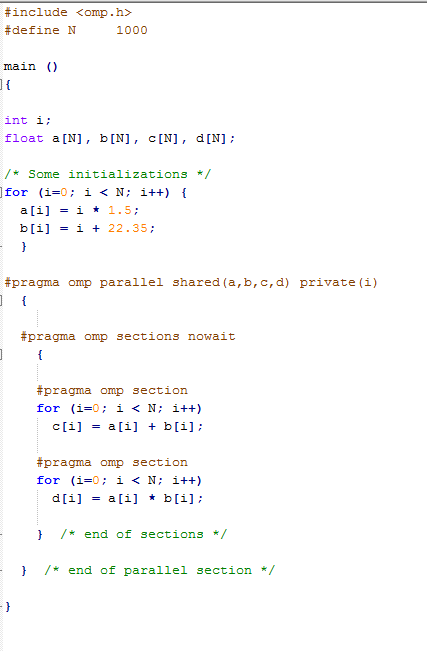 #include <omp.h>
#define N     1000
main ()
{
int i;
float a[N], b[N], c[N], d[N];
/* Some initializations */
for (i=0; i < N; i++) {
  a[i] = i * 1.5;
  b[i] = i + 22.35;
  }
#pragma omp parallel shared(a,b,c,d) private(i)
  {
  #pragma omp sections nowait
    {
    #pragma omp section
    for (i=0; i < N; i++)
      c[i] = a[i] + b[i];
    #pragma omp section
    for (i=0; i < N; i++)
      d[i] = a[i] * b[i];
    }  /* end of sections */
  }  /* end of parallel section */
}